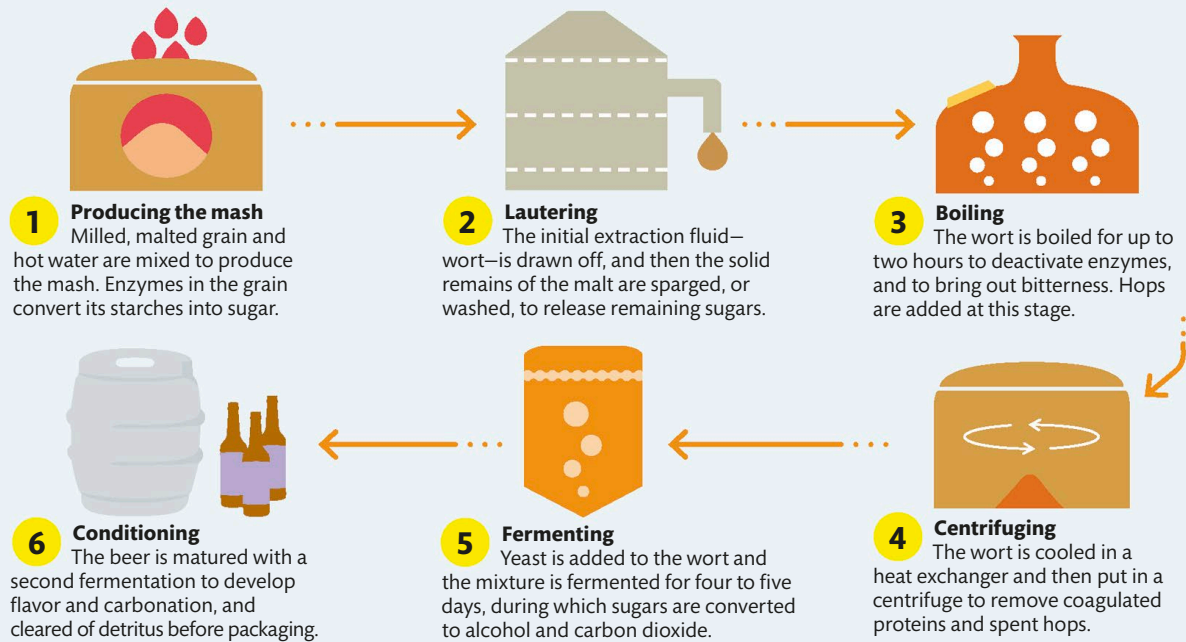 1
Producing the mash
Milled, malted grain and
hot water are mixed to produce
the mash. Enzymes in the grain
convert its starches into sugar.
2
Lautering
The initial extraction fluid—
wort—is drawn off, and then the solid
remains of the malt are sparged, or
washed, to release remaining sugars.
3
Boiling
The wort is boiled for up to
two hours to deactivate enzymes,
and to bring out bitterness. Hops
are added at this stage.
4
Centrifuging
The wort is cooled in a
heat exchanger and then put in a
centrifuge to remove coagulated
proteins and spent hops.
5
Fermenting
Yeast is added to the wort and
the mixture is fermented for four to five
days, during which sugars are converted
to alcohol and carbon dioxide.
6
Conditioning
The beer is matured with a
second fermentation to develop
flavor and carbonation, and
cleared of detritus before packaging.